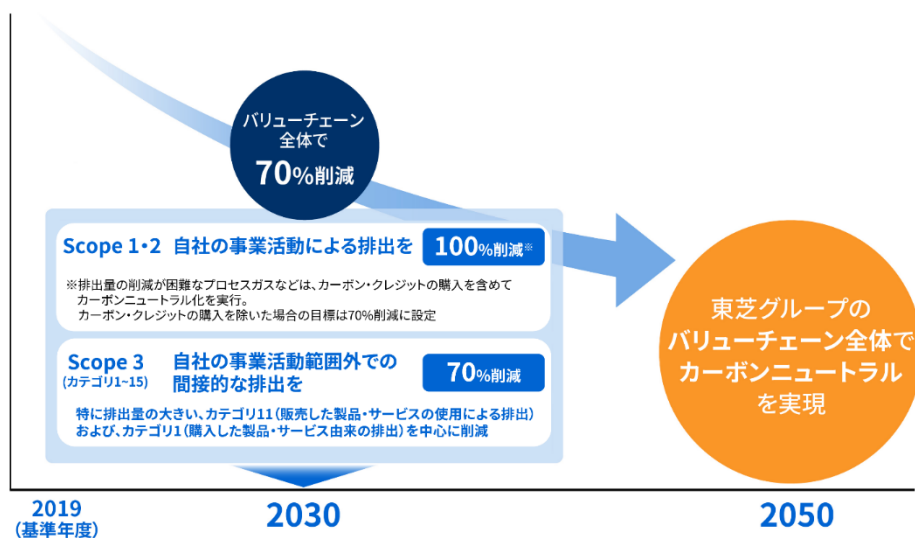 バリューチェーン
全体で
70%削減
Scope 1・2 自社の事業活動による排出を 100%削減※
※排出量の削減が困難なプロセスガスなどは、カーボン・クレジットの購入を含めて
カーボンニュートラル化を実行。
カーボン・クレジットの購入を除いた場合の目標は70%削減に設定
Scope 3
(カテゴリ1~15)
自社の事業活動範囲外での
間接的な排出を
70%削減
特に排出量の大きい、カテゴリ11(販売した製品・サービスの使用による排出)
および、カテゴリ1(購入した製品・サービス由来の排出)を中心に削減
東芝グループの
バリューチェーン全体で
カーボンニュートラル
を実現
2019
(基準年度)
2030
2050